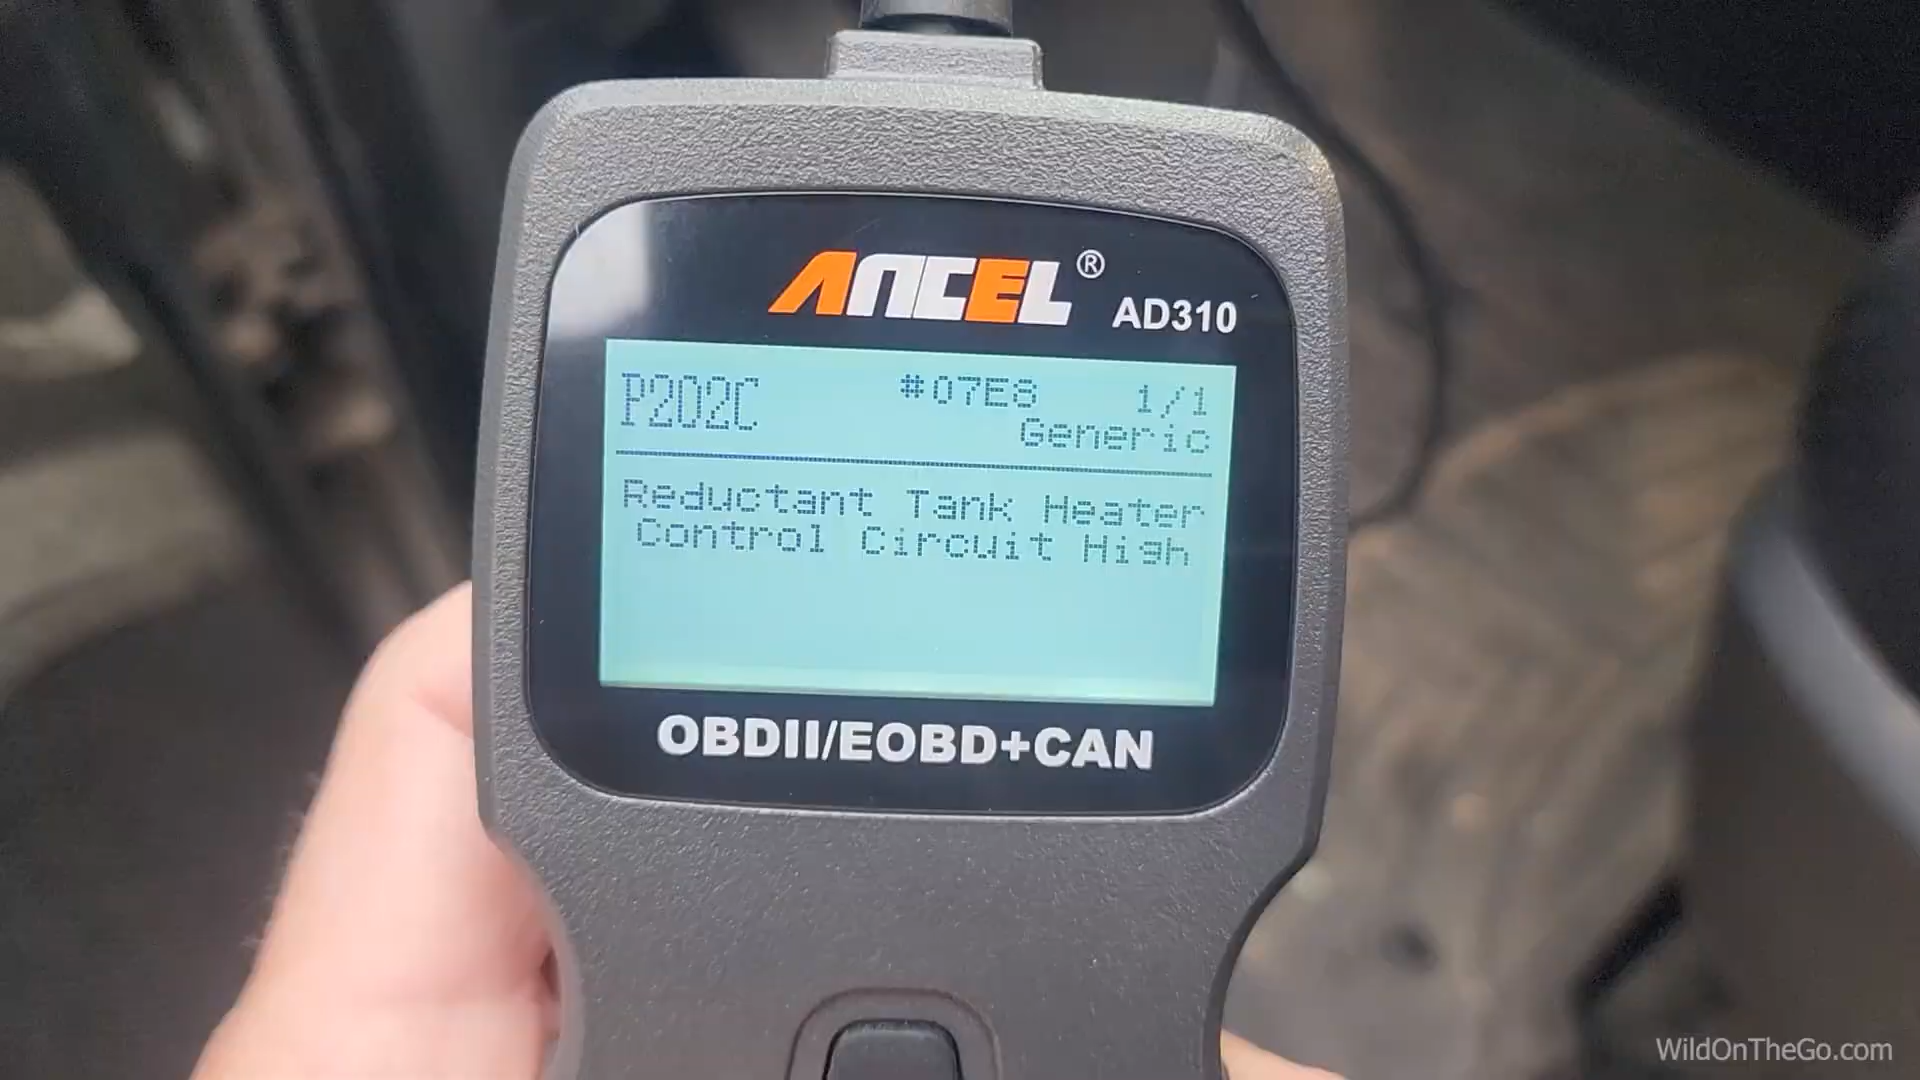 ANCEL®
AD310
P202C #07E8 1/1
Generic
Reductant Tank Heater
Control Circuit High
OBDII/EOBD+CAN
WildOnTheGo.com